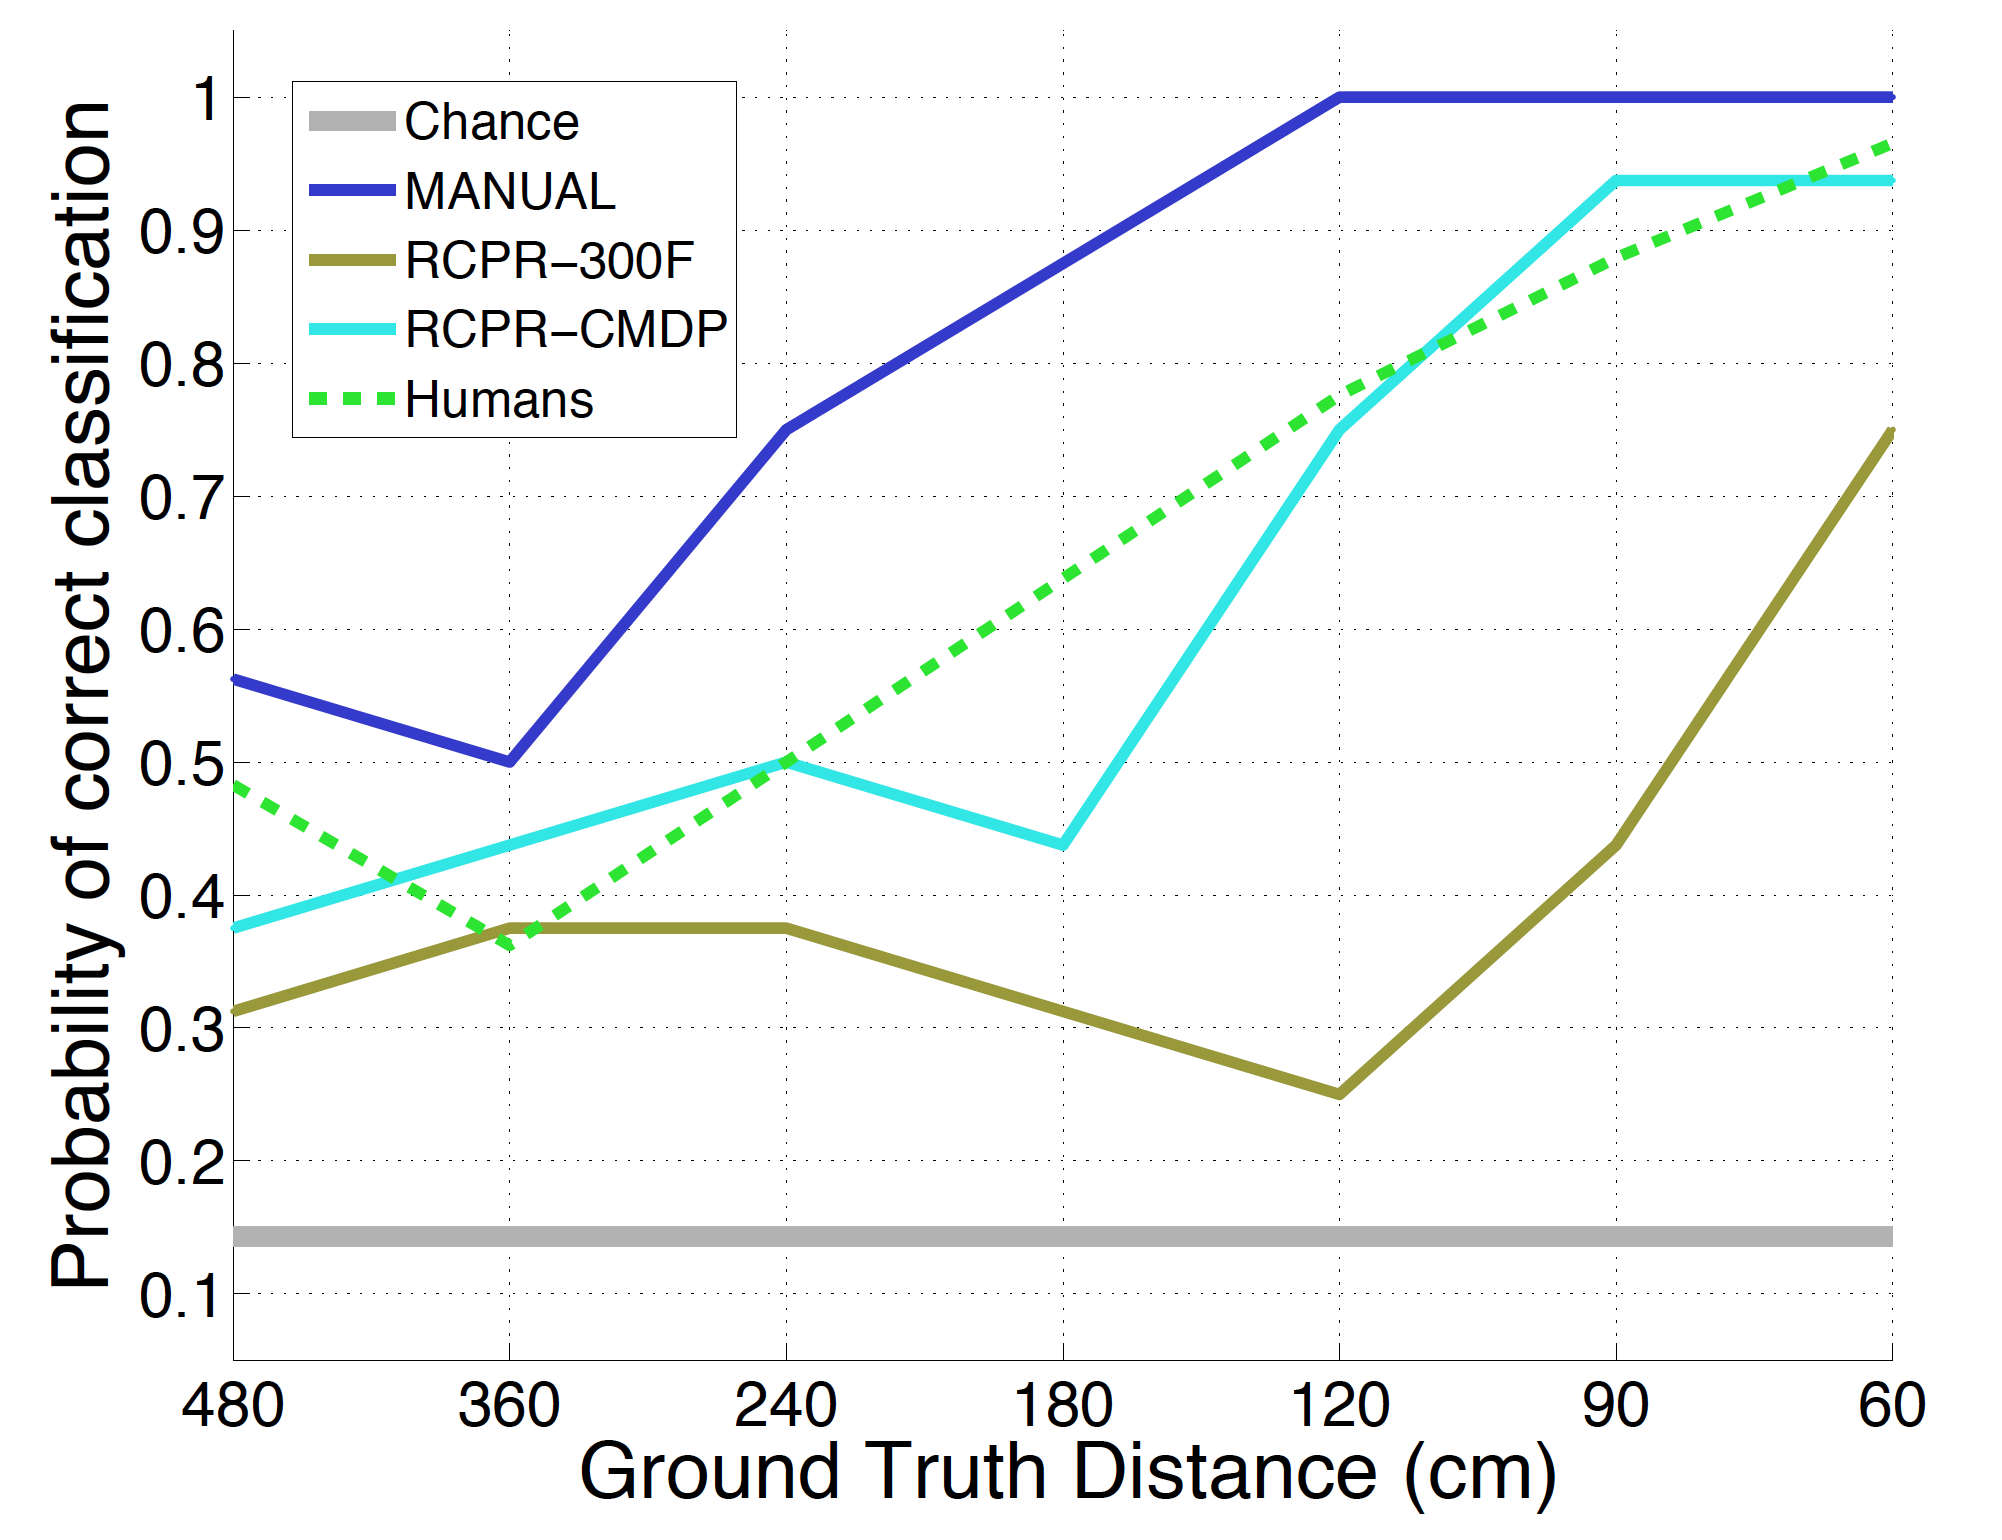 Probability of correct classification
1
0.9
0.8
0.7
0.6
0.5
0.4
0.3
0.2
0.1
Chance
MANUAL
RCPR−300F
RCPR−CMDP
Humans
480 360 240 180 120 90 60
Ground Truth Distance (cm)